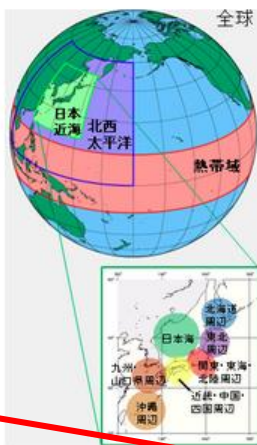 全球
日本
近海
北西
太平洋
熱帯域
北海道
周辺
東北
周辺
日本海
九州・
山口県周辺
関東・東海・
北陸周辺
近畿・中国・
四国周辺
沖縄
周辺